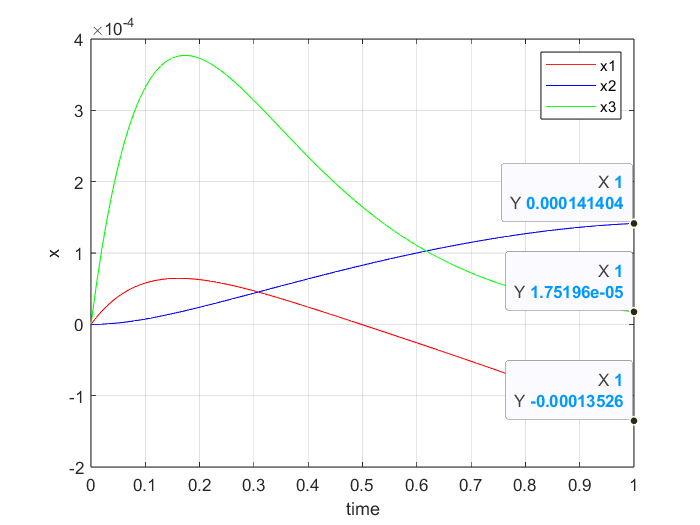 ×10⁻⁴
4
3
2
1
0
-1
-2
0 0.1 0.2 0.3 0.4 0.5 0.6 0.7 0.8 0.9 1
time
x
x1
x2
x3
X 1
Y 0.000141404
X 1
Y 1.75196e-05
X 1
Y -0.00013526